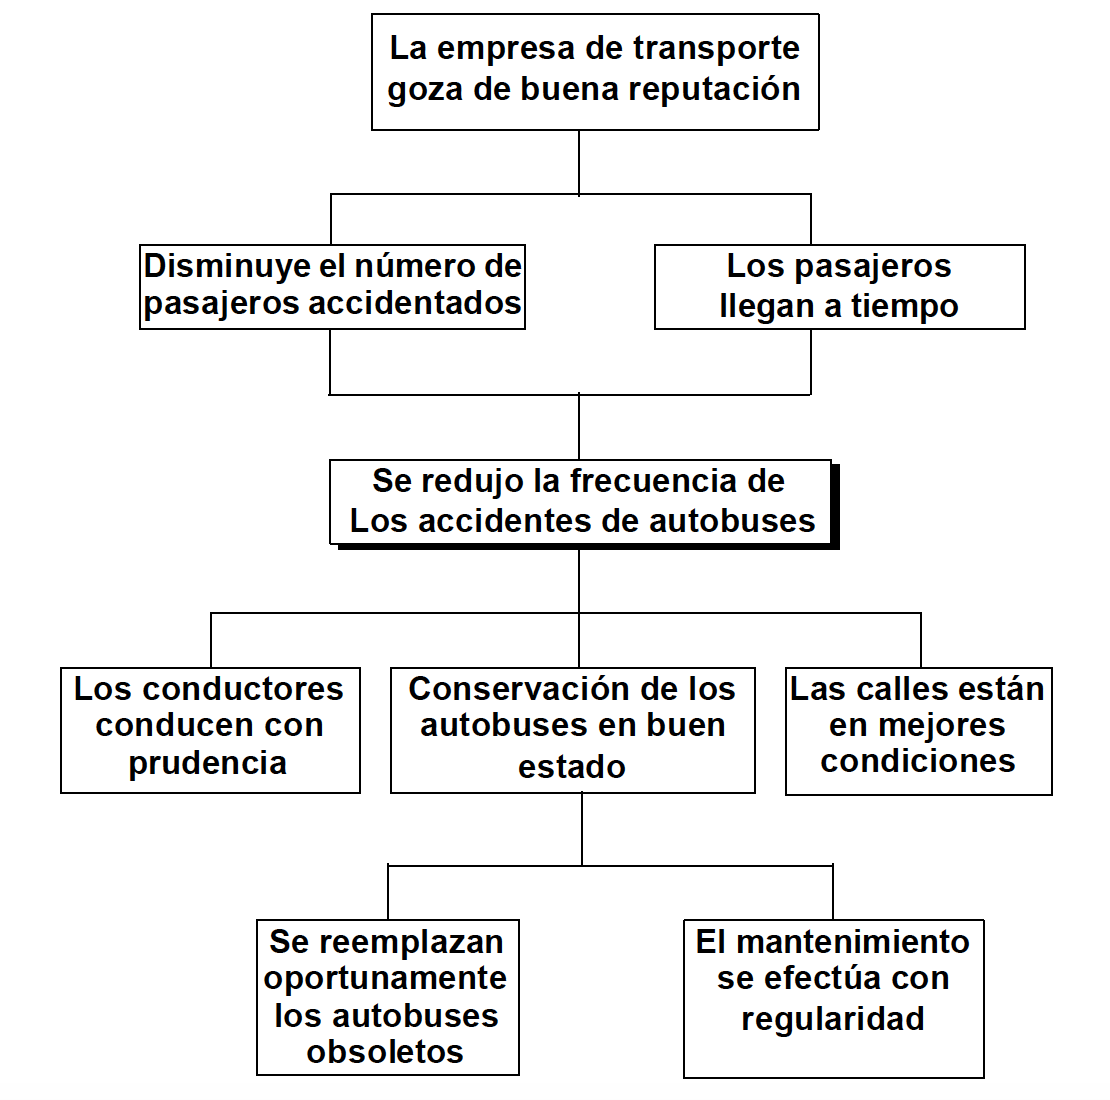 La empresa de transporte
goza de buena reputación
Disminuye el número de
pasajeros accidentados
Los pasajeros
llegan a tiempo
Se redujo la frecuencia de
Los accidentes de autobuses
Los conductores
conducen con
prudencia
Conservación de los
autobuses en buen
estado
Las calles están
en mejores
condiciones
Se reemplazan
oportunamente
los autobuses
obsoletos
El mantenimiento
se efectúa con
regularidad